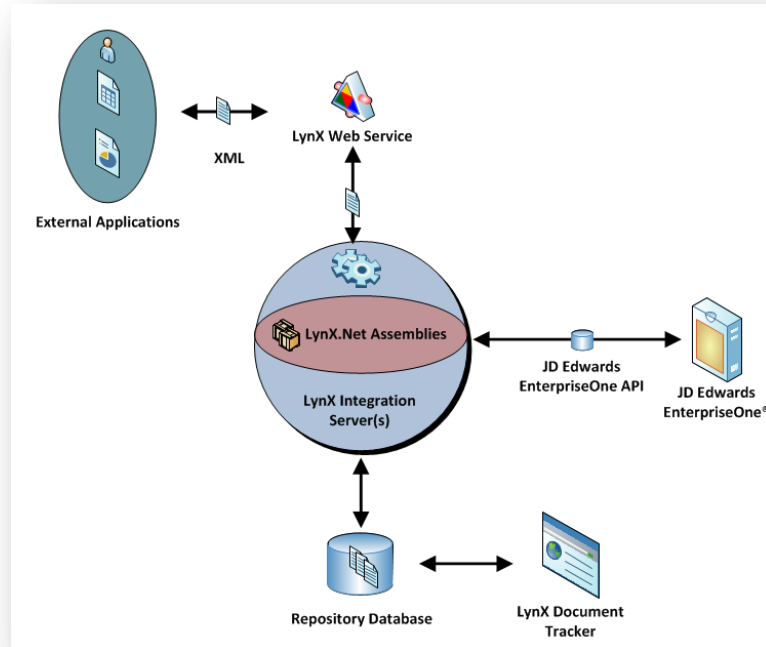 LynX Web Service
XML
External Applications
LynX.Net Assemblies
LynX Integration
Server(s)
JD Edwards
EnterpriseOne API
JD Edwards
EnterpriseOne®
Repository Database
LynX Document
Tracker